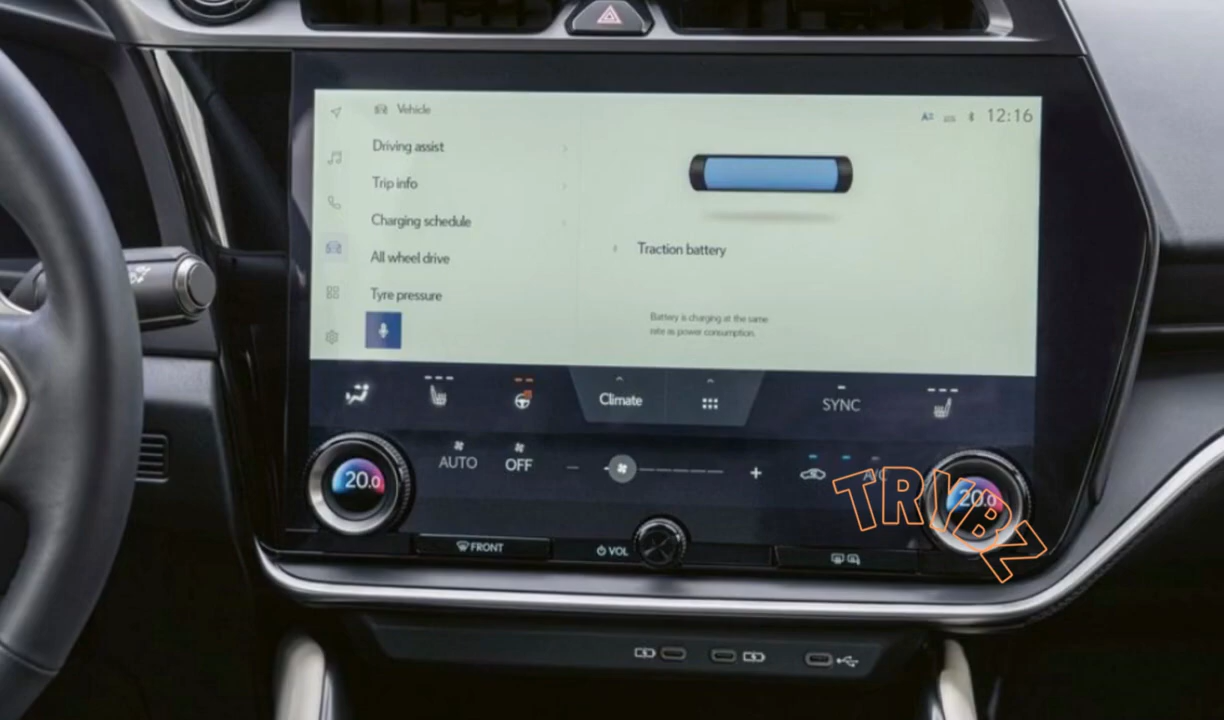 Vehicle
12:16
Driving assist
Trip info
Charging schedule
Traction battery
All wheel drive
Tyre pressure
Battery is charging at the same
rate as power consumption.
Climate
SYNC
AUTO
OFF
A/C
20.0
20.0
TRYBZ
FRONT
VOL